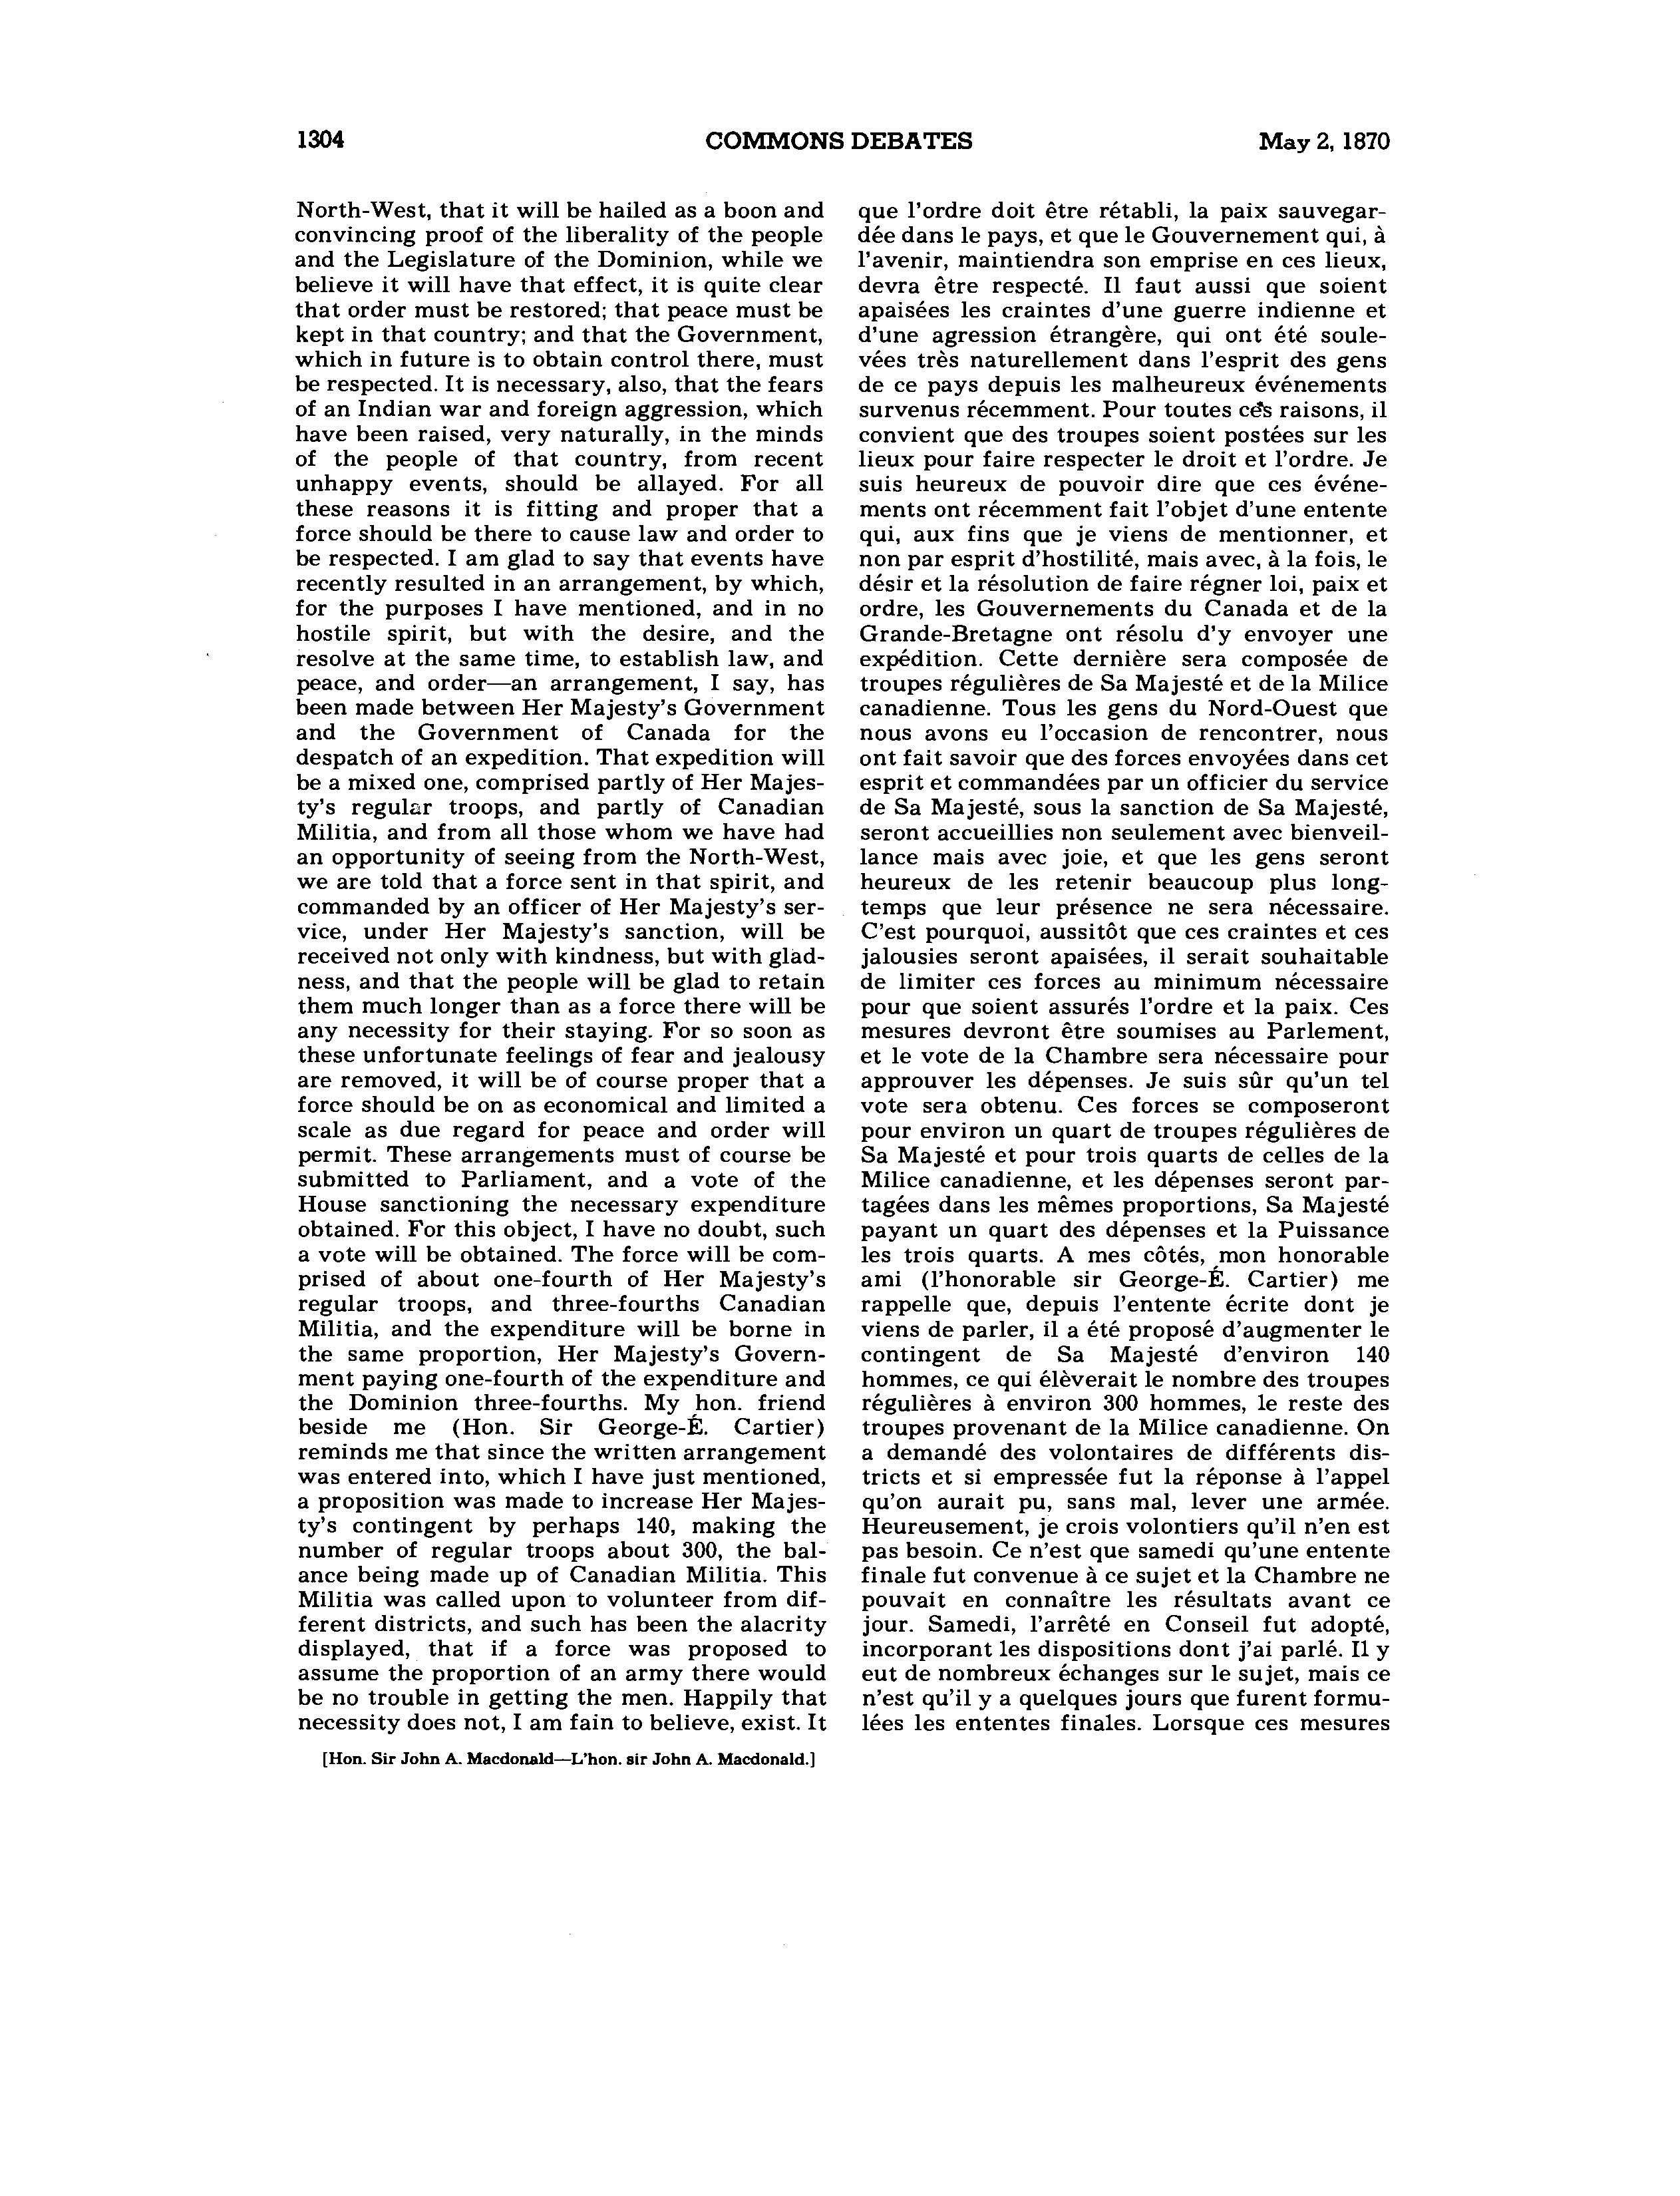 1304
COMMONS DEBATES
May 2, 1870
North-West, that it will be hailed as a boon and
convincing proof of the liberality of the people
and the Legislature of the Dominion, while we
believe it will have that effect, it is quite clear
that order must be restored; that peace must be
kept in that country; and that the Government,
which in future is to obtain control there, must
be respected. It is necessary, also, that the fears
of an Indian war and foreign aggression, which
have been raised, very naturally, in the minds
of the people of that country, from recent
unhappy events, should be allayed. For all
these reasons it is fitting and proper that a
force should be there to cause law and order to
be respected. I am glad to say that events have
recently resulted in an arrangement, by which,
for the purposes I have mentioned, and in no
hostile spirit, but with the desire, and the
resolve at the same time, to establish law, and
peace, and order—an arrangement, I say, has
been made between Her Majesty's Government
and the Government of Canada for the
despatch of an expedition. That expedition will
be a mixed one, comprised partly of Her Majes-
ty's regular troops, and partly of Canadian
Militia, and from all those whom we have had
an opportunity of seeing from the North-West,
we are told that a force sent in that spirit, and
commanded by an officer of Her Majesty's ser-
vice, under Her Majesty's sanction, will be
received not only with kindness, but with glad-
ness, and that the people will be glad to retain
them much longer than as a force there will be
any necessity for their staying. For so soon as
these unfortunate feelings of fear and jealousy
are removed, it will be of course proper that a
force should be on as economical and limited a
scale as due regard for peace and order will
permit. These arrangements must of course be
submitted to Parliament, and a vote of the
House sanctioning the necessary expenditure
obtained. For this object, I have no doubt, such
a vote will be obtained. The force will be com-
prised of about one-fourth of Her Majesty's
regular troops, and three-fourths Canadian
Militia, and the expenditure will be borne in
the same proportion, Her Majesty's Govern-
ment paying one-fourth of the expenditure and
the Dominion three-fourths. My hon. friend
beside me (Hon. Sir George-É. Cartier)
reminds me that since the written arrangement
was entered into, which I have just mentioned,
a proposition was made to increase Her Majes-
ty's contingent by perhaps 140, making the
number of regular troops about 300, the bal-
ance being made up of Canadian Militia. This
Militia was called upon to volunteer from dif-
ferent districts, and such has been the alacrity
displayed, that if a force was proposed to
assume the proportion of an army there would
be no trouble in getting the men. Happily that
necessity does not, I am fain to believe, exist. It
[Hon. Sir John A. Macdonald—L'hon. sir John A. Macdonald.]
que l'ordre doit être rétabli, la paix sauvegar-
dée dans le pays, et que le Gouvernement qui, à
l'avenir, maintiendra son emprise en ces lieux,
devra être respecté. Il faut aussi que soient
apaisées les craintes d'une guerre indienne et
d'une agression étrangère, qui ont été soule-
vées très naturellement dans l'esprit des gens
de ce pays depuis les malheureux événements
survenus récemment. Pour toutes ces raisons, il
convient que des troupes soient postées sur les
lieux pour faire respecter le droit et l'ordre. Je
suis heureux de pouvoir dire que ces événe-
ments ont récemment fait l'objet d'une entente
qui, aux fins que je viens de mentionner, et
non par esprit d'hostilité, mais avec, à la fois, le
désir et la résolution de faire régner loi, paix et
ordre, les Gouvernements du Canada et de la
Grande-Bretagne ont résolu d'y envoyer une
expédition. Cette dernière sera composée de
troupes régulières de Sa Majesté et de la Milice
canadienne. Tous les gens du Nord-Ouest que
nous avons eu l'occasion de rencontrer, nous
ont fait savoir que des forces envoyées dans cet
esprit et commandées par un officier du service
de Sa Majesté, sous la sanction de Sa Majesté,
seront accueillies non seulement avec bienveil-
lance mais avec joie, et que les gens seront
heureux de les retenir beaucoup plus long-
temps que leur présence ne sera nécessaire.
C'est pourquoi, aussitôt que ces craintes et ces
jalousies seront apaisées, il serait souhaitable
de limiter ces forces au minimum nécessaire
pour que soient assurés l'ordre et la paix. Ces
mesures devront être soumises au Parlement,
et le vote de la Chambre sera nécessaire pour
approuver les dépenses. Je suis sûr qu'un tel
vote sera obtenu. Ces forces se composeront
pour environ un quart de troupes régulières de
Sa Majesté et pour trois quarts de celles de la
Milice canadienne, et les dépenses seront par-
tagées dans les mêmes proportions, Sa Majesté
payant un quart des dépenses et la Puissance
les trois quarts. A mes côtés, mon honorable
ami (l'honorable sir George-É. Cartier) me
rappelle que, depuis l'entente écrite dont je
viens de parler, il a été proposé d'augmenter le
contingent de Sa Majesté d'environ 140
hommes, ce qui élèverait le nombre des troupes
régulières à environ 300 hommes, le reste des
troupes provenant de la Milice canadienne. On
a demandé des volontaires de différents dis-
tricts et si empressée fut la réponse à l'appel
qu'on aurait pu, sans mal, lever une armée.
Heureusement, je crois volontiers qu'il n'en est
pas besoin. Ce n'est que samedi qu'une entente
finale fut convenue à ce sujet et la Chambre ne
pouvait en connaître les résultats avant ce
jour. Samedi, l'arrêté en Conseil fut adopté,
incorporant les dispositions dont j'ai parlé. Il y
eut de nombreux échanges sur le sujet, mais ce
n'est qu'il y a quelques jours que furent formu-
lées les ententes finales. Lorsque ces mesures